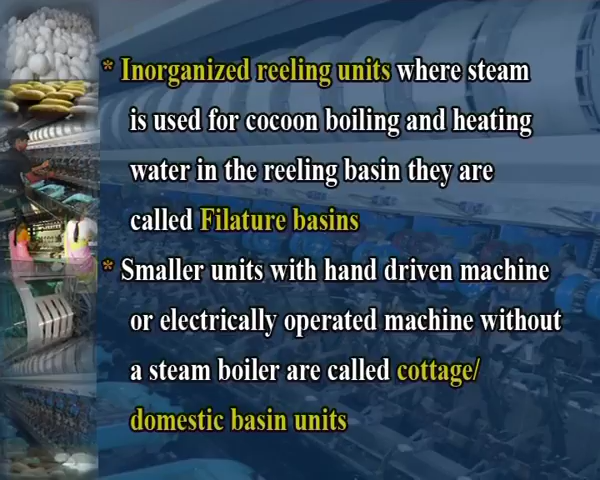 * Inorganized reeling units where steam
is used for cocoon boiling and heating
water in the reeling basin they are
called Filature basins
* Smaller units with hand driven machine
or electrically operated machine without
a steam boiler are called cottage/
domestic basin units